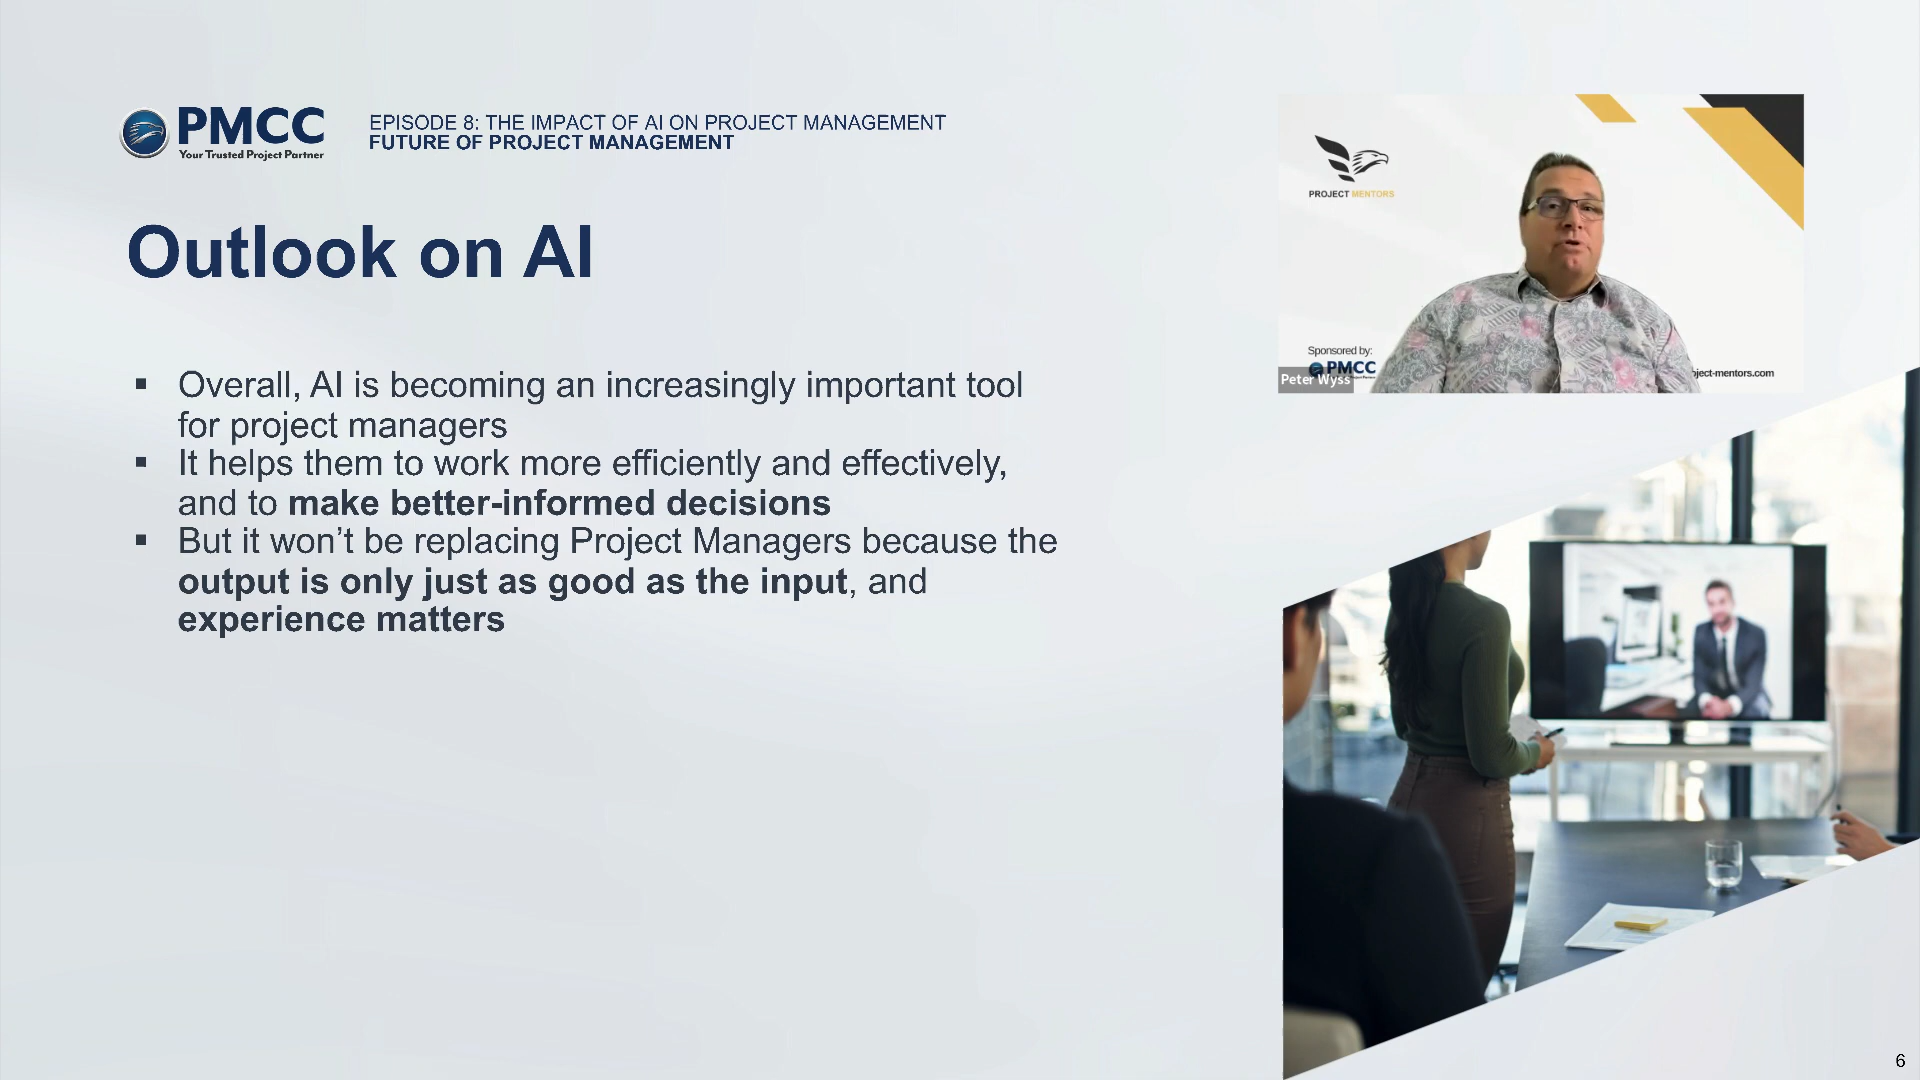 PMCC
Your Trusted Project Partner
EPISODE 8: THE IMPACT OF AI ON PROJECT MANAGEMENT
FUTURE OF PROJECT MANAGEMENT
Outlook on AI
▪ Overall, AI is becoming an increasingly important tool
for project managers
▪ It helps them to work more efficiently and effectively,
and to make better-informed decisions
▪ But it won’t be replacing Project Managers because the
output is only just as good as the input, and
experience matters
PROJECT MENTORS
Sponsored by:
PMCC
Peter Wyss
ject-mentors.com
6